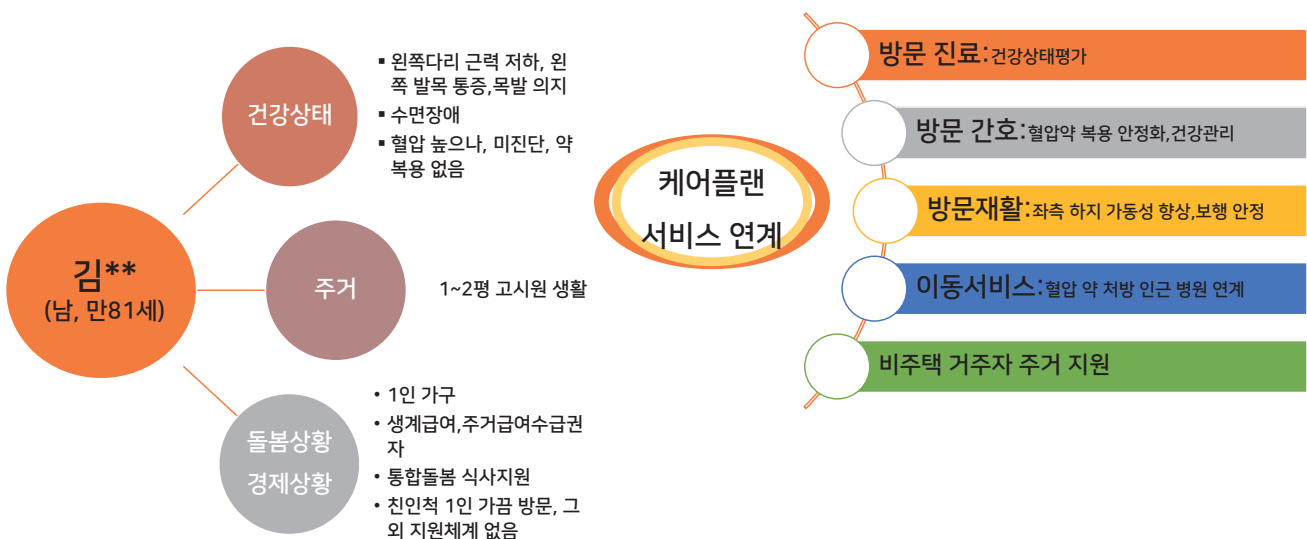 김**
(남, 만81세)
건강상태
▪ 왼쪽다리 근력 저하, 왼
쪽 발목 통증,목발 의지
▪ 수면장애
▪ 혈압 높으나, 미진단, 약
복용 없음
주거
1~2평 고시원 생활
돌봄상황
경제상황
• 1인 가구
• 생계급여,주거급여수급권
자
• 통합돌봄 식사지원
• 친인척 1인 가끔 방문, 그
외 지원체계 없음
케어플랜
서비스 연계
방문 진료:건강상태평가
방문 간호:혈압약 복용 안정화,건강관리
방문재활:좌측 하지 가동성 향상,보행 안정
이동서비스:혈압 약 처방 인근 병원 연계
비주택 거주자 주거 지원